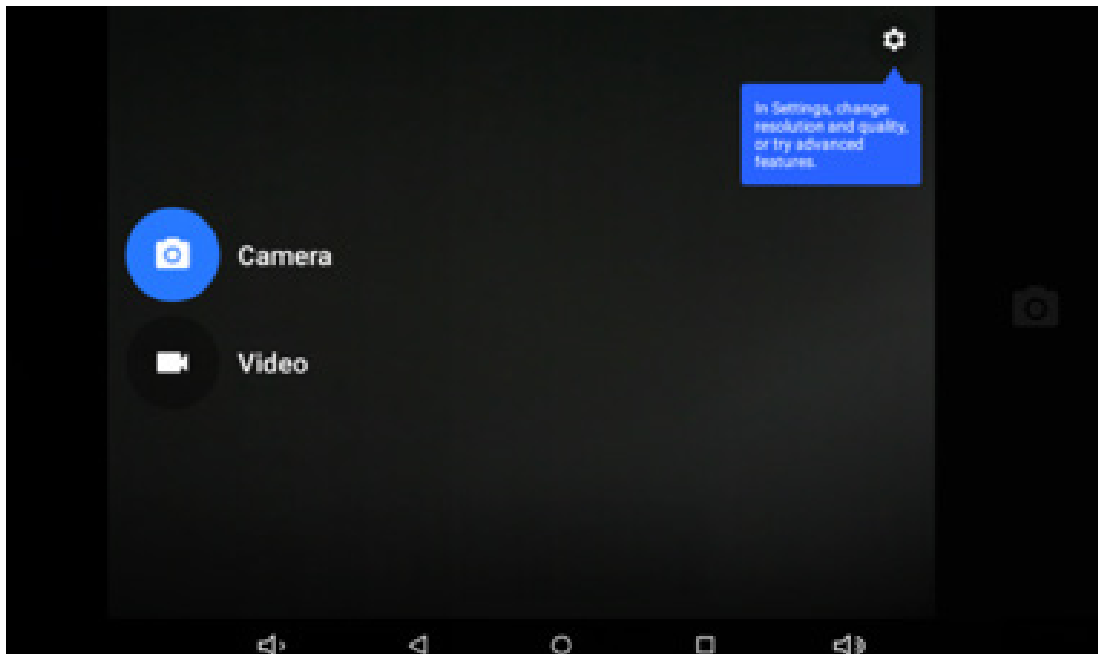 In Settings, change
resolution and quality,
or try advanced
features.
Camera
Video